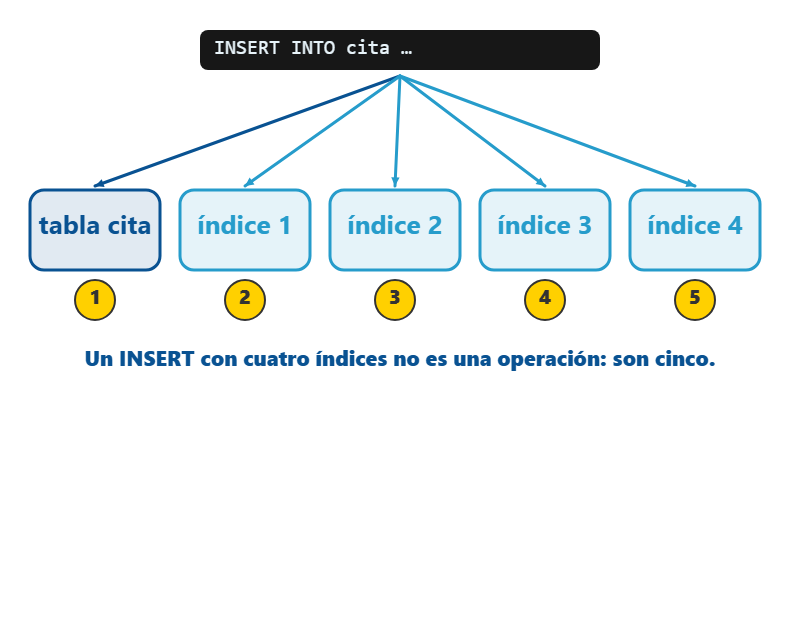 INSERT INTO cita …
tabla cita
índice 1
índice 2
índice 3
índice 4
1
2
3
4
5
Un INSERT con cuatro índices no es una operación: son cinco.